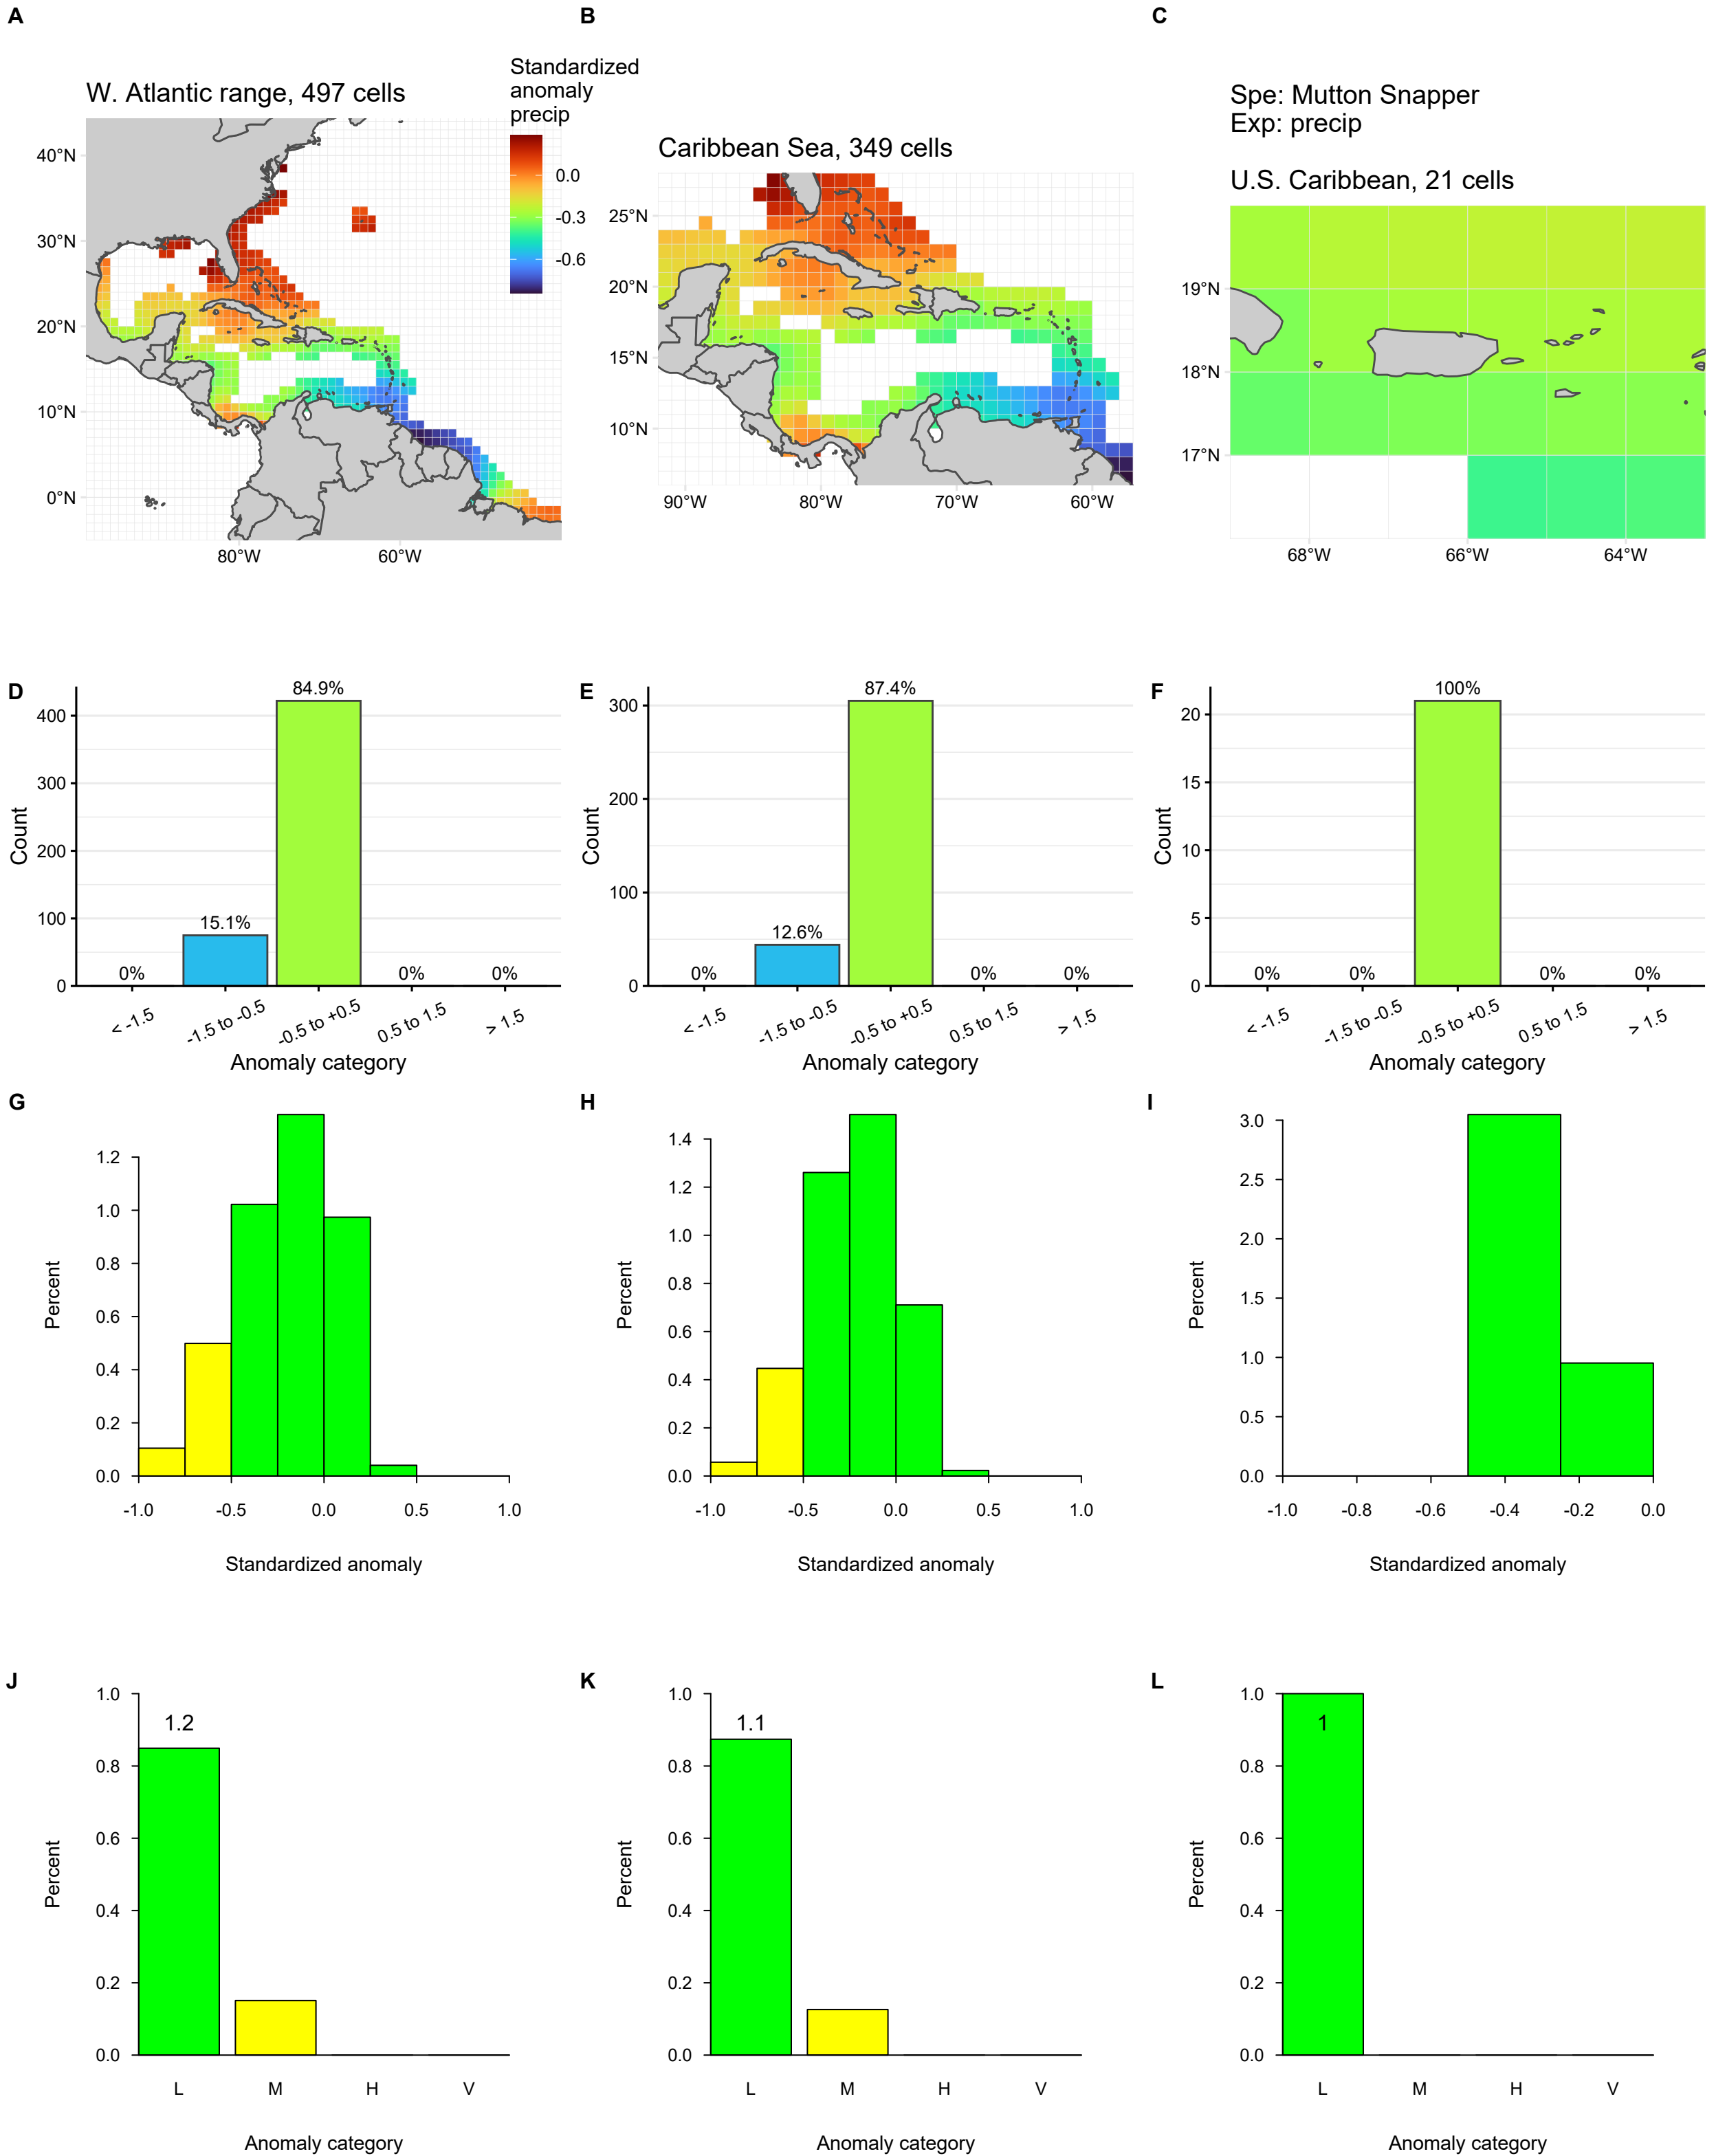 A
B
C
W. Atlantic range, 497 cells
Standardized
anomaly
precip
0.0
-0.3
-0.6
40°N
30°N
20°N
10°N
0°N
80°W
60°W
Caribbean Sea, 349 cells
25°N
20°N
15°N
10°N
90°W
80°W
70°W
60°W
Spe: Mutton Snapper
Exp: precip
U.S. Caribbean, 21 cells
19°N
18°N
17°N
68°W
66°W
64°W
D
Count
400
300
200
100
0
0%
15.1%
84.9%
0%
0%
< -1.5
-1.5 to -0.5
-0.5 to +0.5
0.5 to 1.5
> 1.5
Anomaly category
E
Count
300
200
100
0
0%
12.6%
87.4%
0%
0%
< -1.5
-1.5 to -0.5
-0.5 to +0.5
0.5 to 1.5
> 1.5
Anomaly category
F
Count
20
15
10
5
0
0%
0%
100%
0%
0%
< -1.5
-1.5 to -0.5
-0.5 to +0.5
0.5 to 1.5
> 1.5
Anomaly category
G
Percent
1.2
1.0
0.8
0.6
0.4
0.2
0.0
-1.0
-0.5
0.0
0.5
1.0
Standardized anomaly
H
Percent
1.4
1.2
1.0
0.8
0.6
0.4
0.2
0.0
-1.0
-0.5
0.0
0.5
1.0
Standardized anomaly
I
Percent
3.0
2.5
2.0
1.5
1.0
0.5
0.0
-1.0
-0.8
-0.6
-0.4
-0.2
0.0
Standardized anomaly
J
Percent
1.0
0.8
0.6
0.4
0.2
0.0
1.2
L
M
H
V
Anomaly category
K
Percent
1.0
0.8
0.6
0.4
0.2
0.0
1.1
L
M
H
V
Anomaly category
L
Percent
1.0
0.8
0.6
0.4
0.2
0.0
1
L
M
H
V
Anomaly category